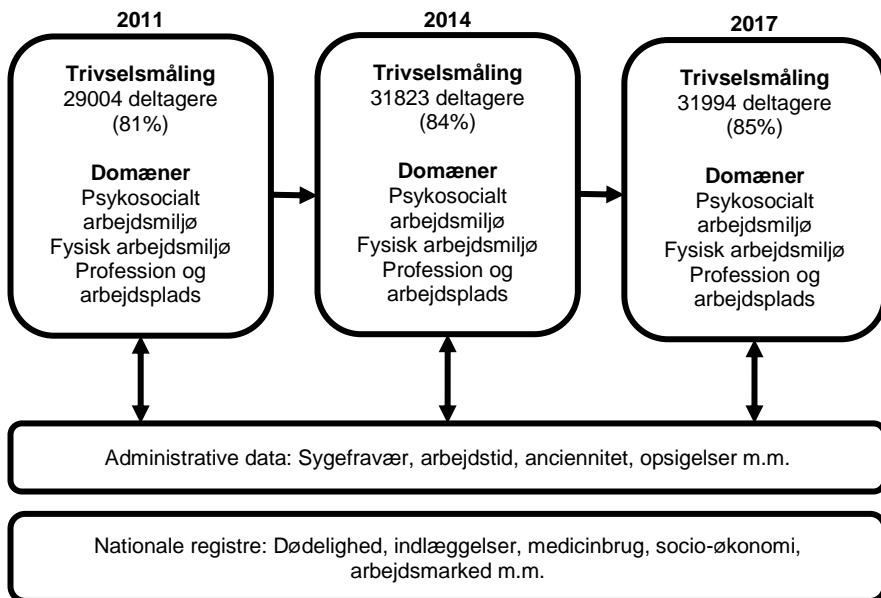 2011
Trivselsmåling
29004 deltagere
(81%)
Domæner
Psykosocialt
arbejdsmiljø
Fysisk arbejdsmiljø
Profession og
arbejdsplads
2014
Trivselsmåling
31823 deltagere
(84%)
Domæner
Psykosocialt
arbejdsmiljø
Fysisk arbejdsmiljø
Profession og
arbejdsplads
2017
Trivselsmåling
31994 deltagere
(85%)
Domæner
Psykosocialt
arbejdsmiljø
Fysisk arbejdsmiljø
Profession og
arbejdsplads
Administrative data: Sygefravær, arbejdstid, anciennitet, opsigelser m.m.
Nationale registre: Dødelighed, indlæggelser, medicinbrug, socio-økonomi,
arbejdsmarked m.m.